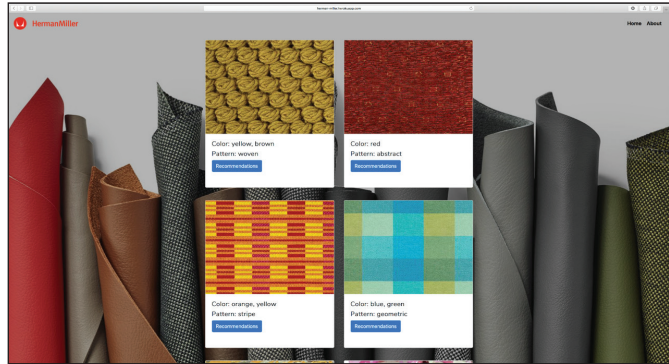 HermanMiller
Home About
Color: yellow, brown
Pattern: woven
Recommendations
Color: red
Pattern: abstract
Recommendations
Color: orange, yellow
Pattern: stripe
Recommendations
Color: blue, green
Pattern: geometric
Recommendations